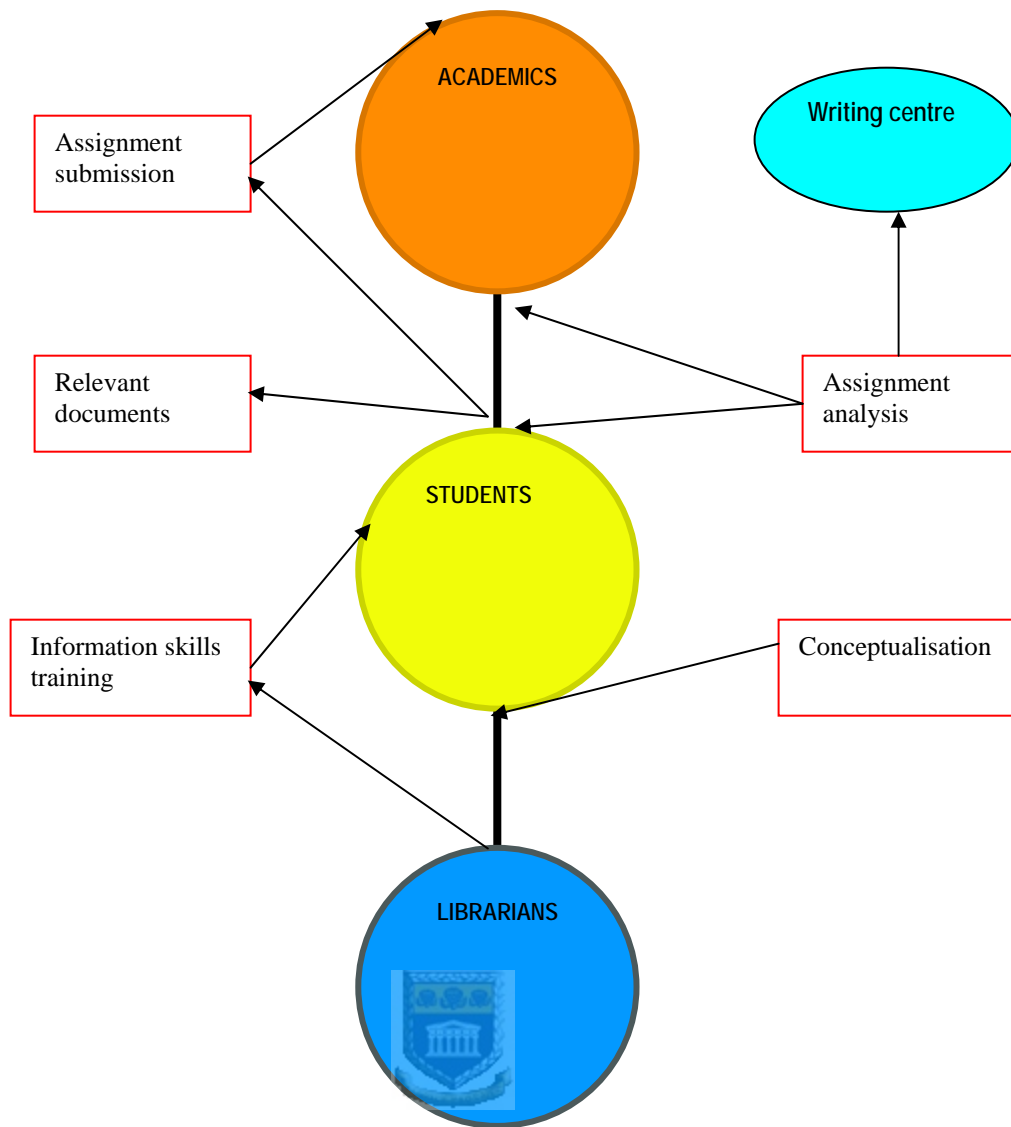 ACADEMICS
Writing centre
Assignment
submission
Relevant
documents
Assignment
analysis
STUDENTS
Information skills
training
Conceptualisation
LIBRARIANS